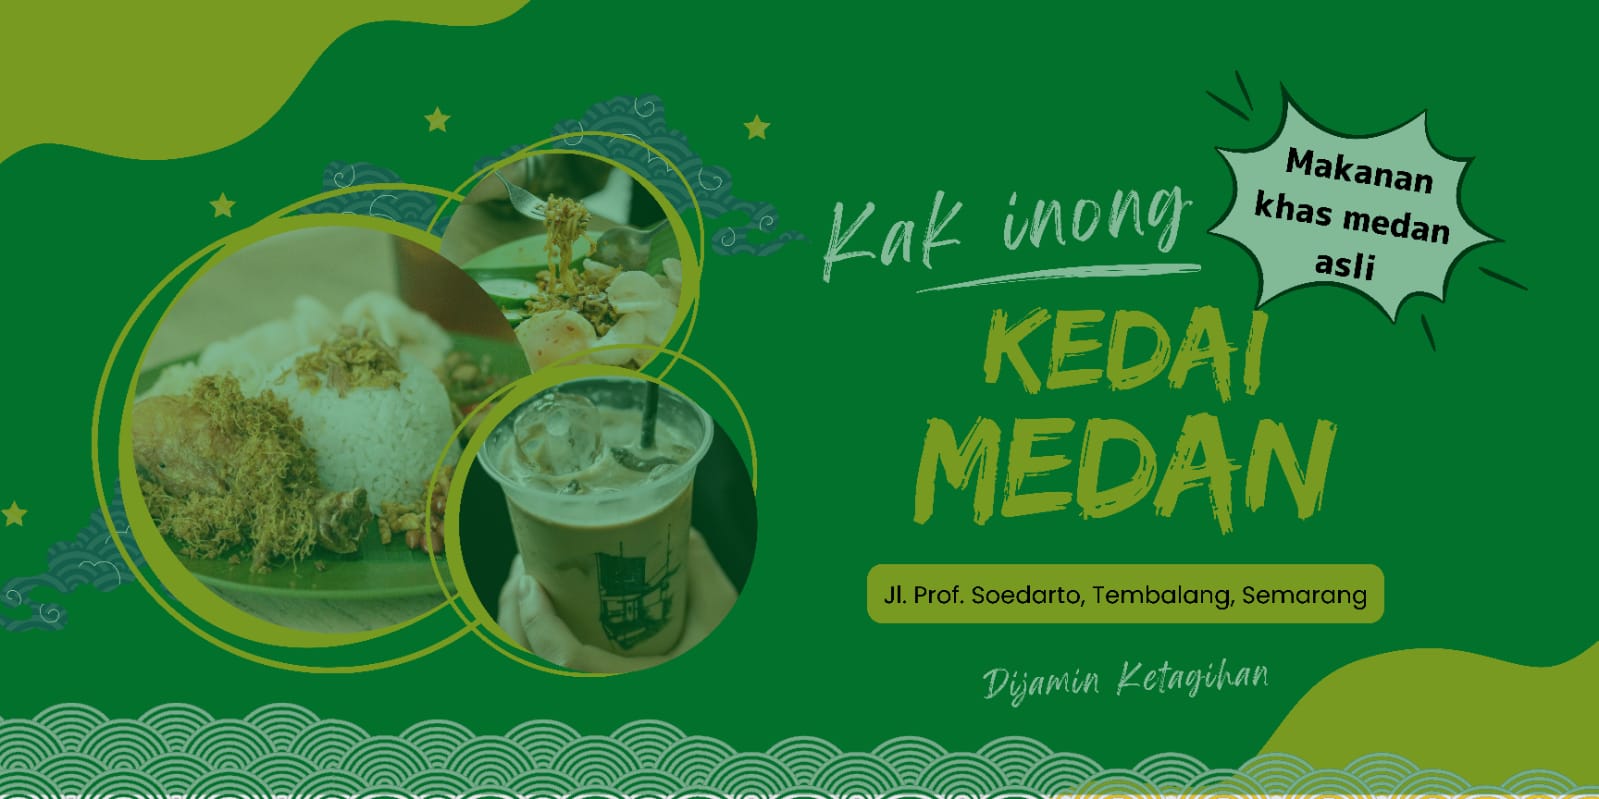 Kak inong
Makanan
khas medan
asli
KEDAI
MEDAN
Jl. Prof. Soedarto, Tembalang, Semarang
Dijamin Ketagihan